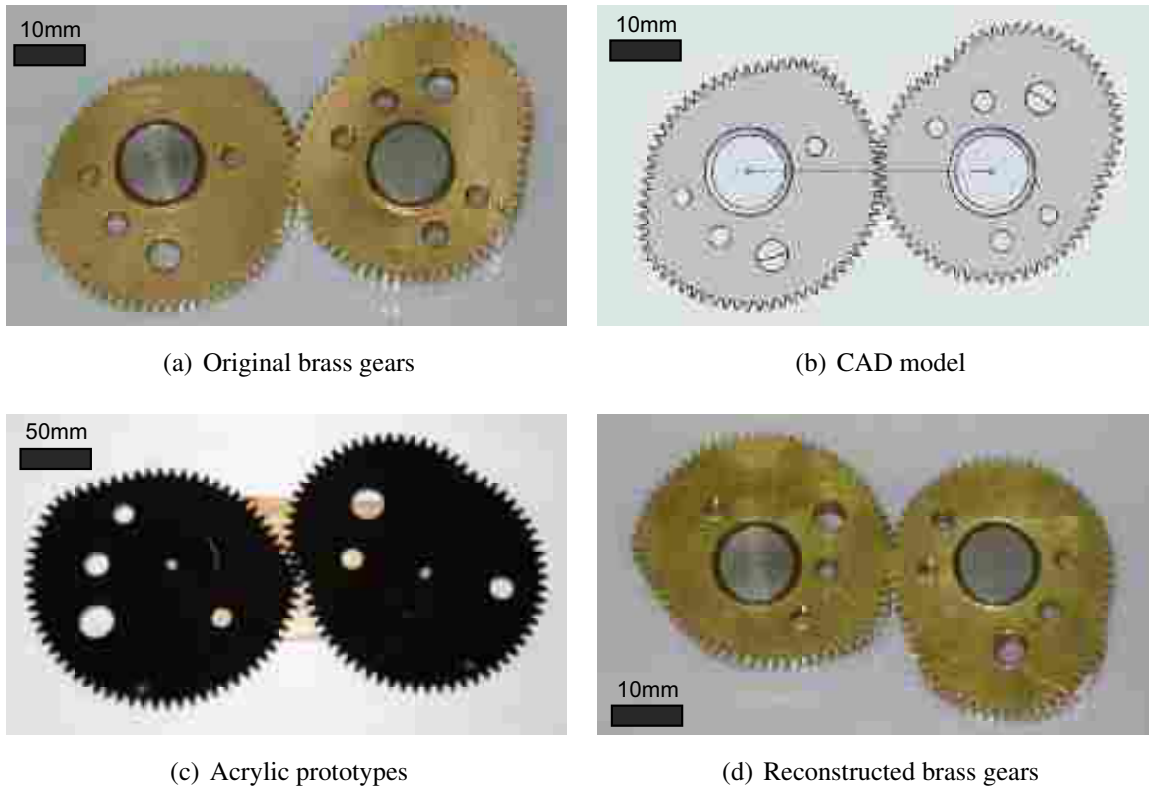 10mm
10mm
(a) Original brass gears
(b) CAD model
50mm
10mm
(c) Acrylic prototypes
(d) Reconstructed brass gears